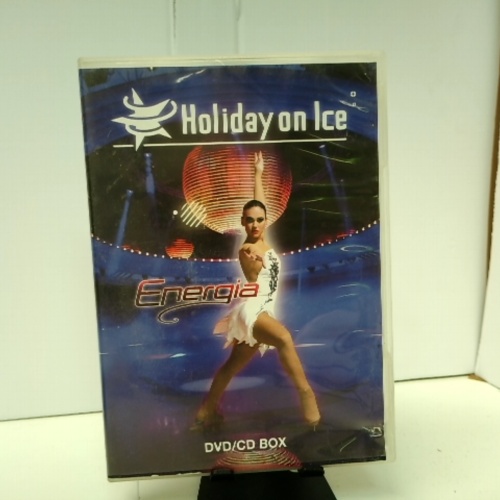 Holiday on Ice
Energia
DVD/CD BOX